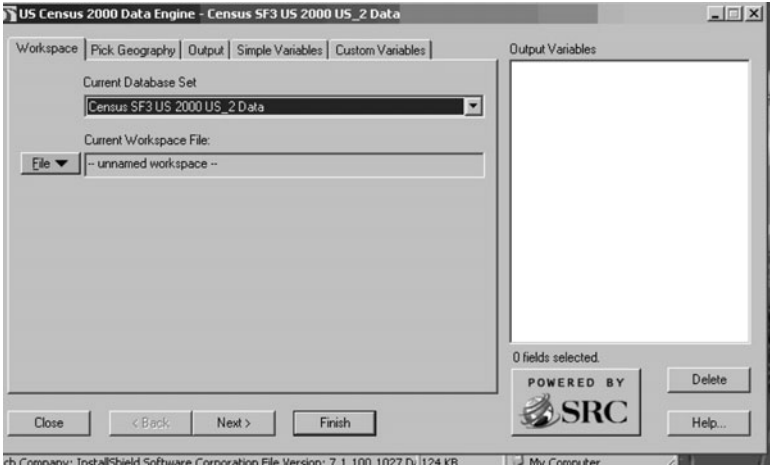 US Census 2000 Data Engine - Census SF3 US 2000 US_2 Data
Workspace Pick Geography Output Simple Variables Custom Variables
Current Database Set
Census SF3 US 2000 US_2 Data
Current Workspace File:
File -- unnamed workspace --
Output Variables
0 fields selected.
POWERED BY
SRC
Delete
Help...
Close < Back Next > Finish
ch Company: InstallShield Software Corporation File Version: 7.1.100.1027 D 124 KB My Computer